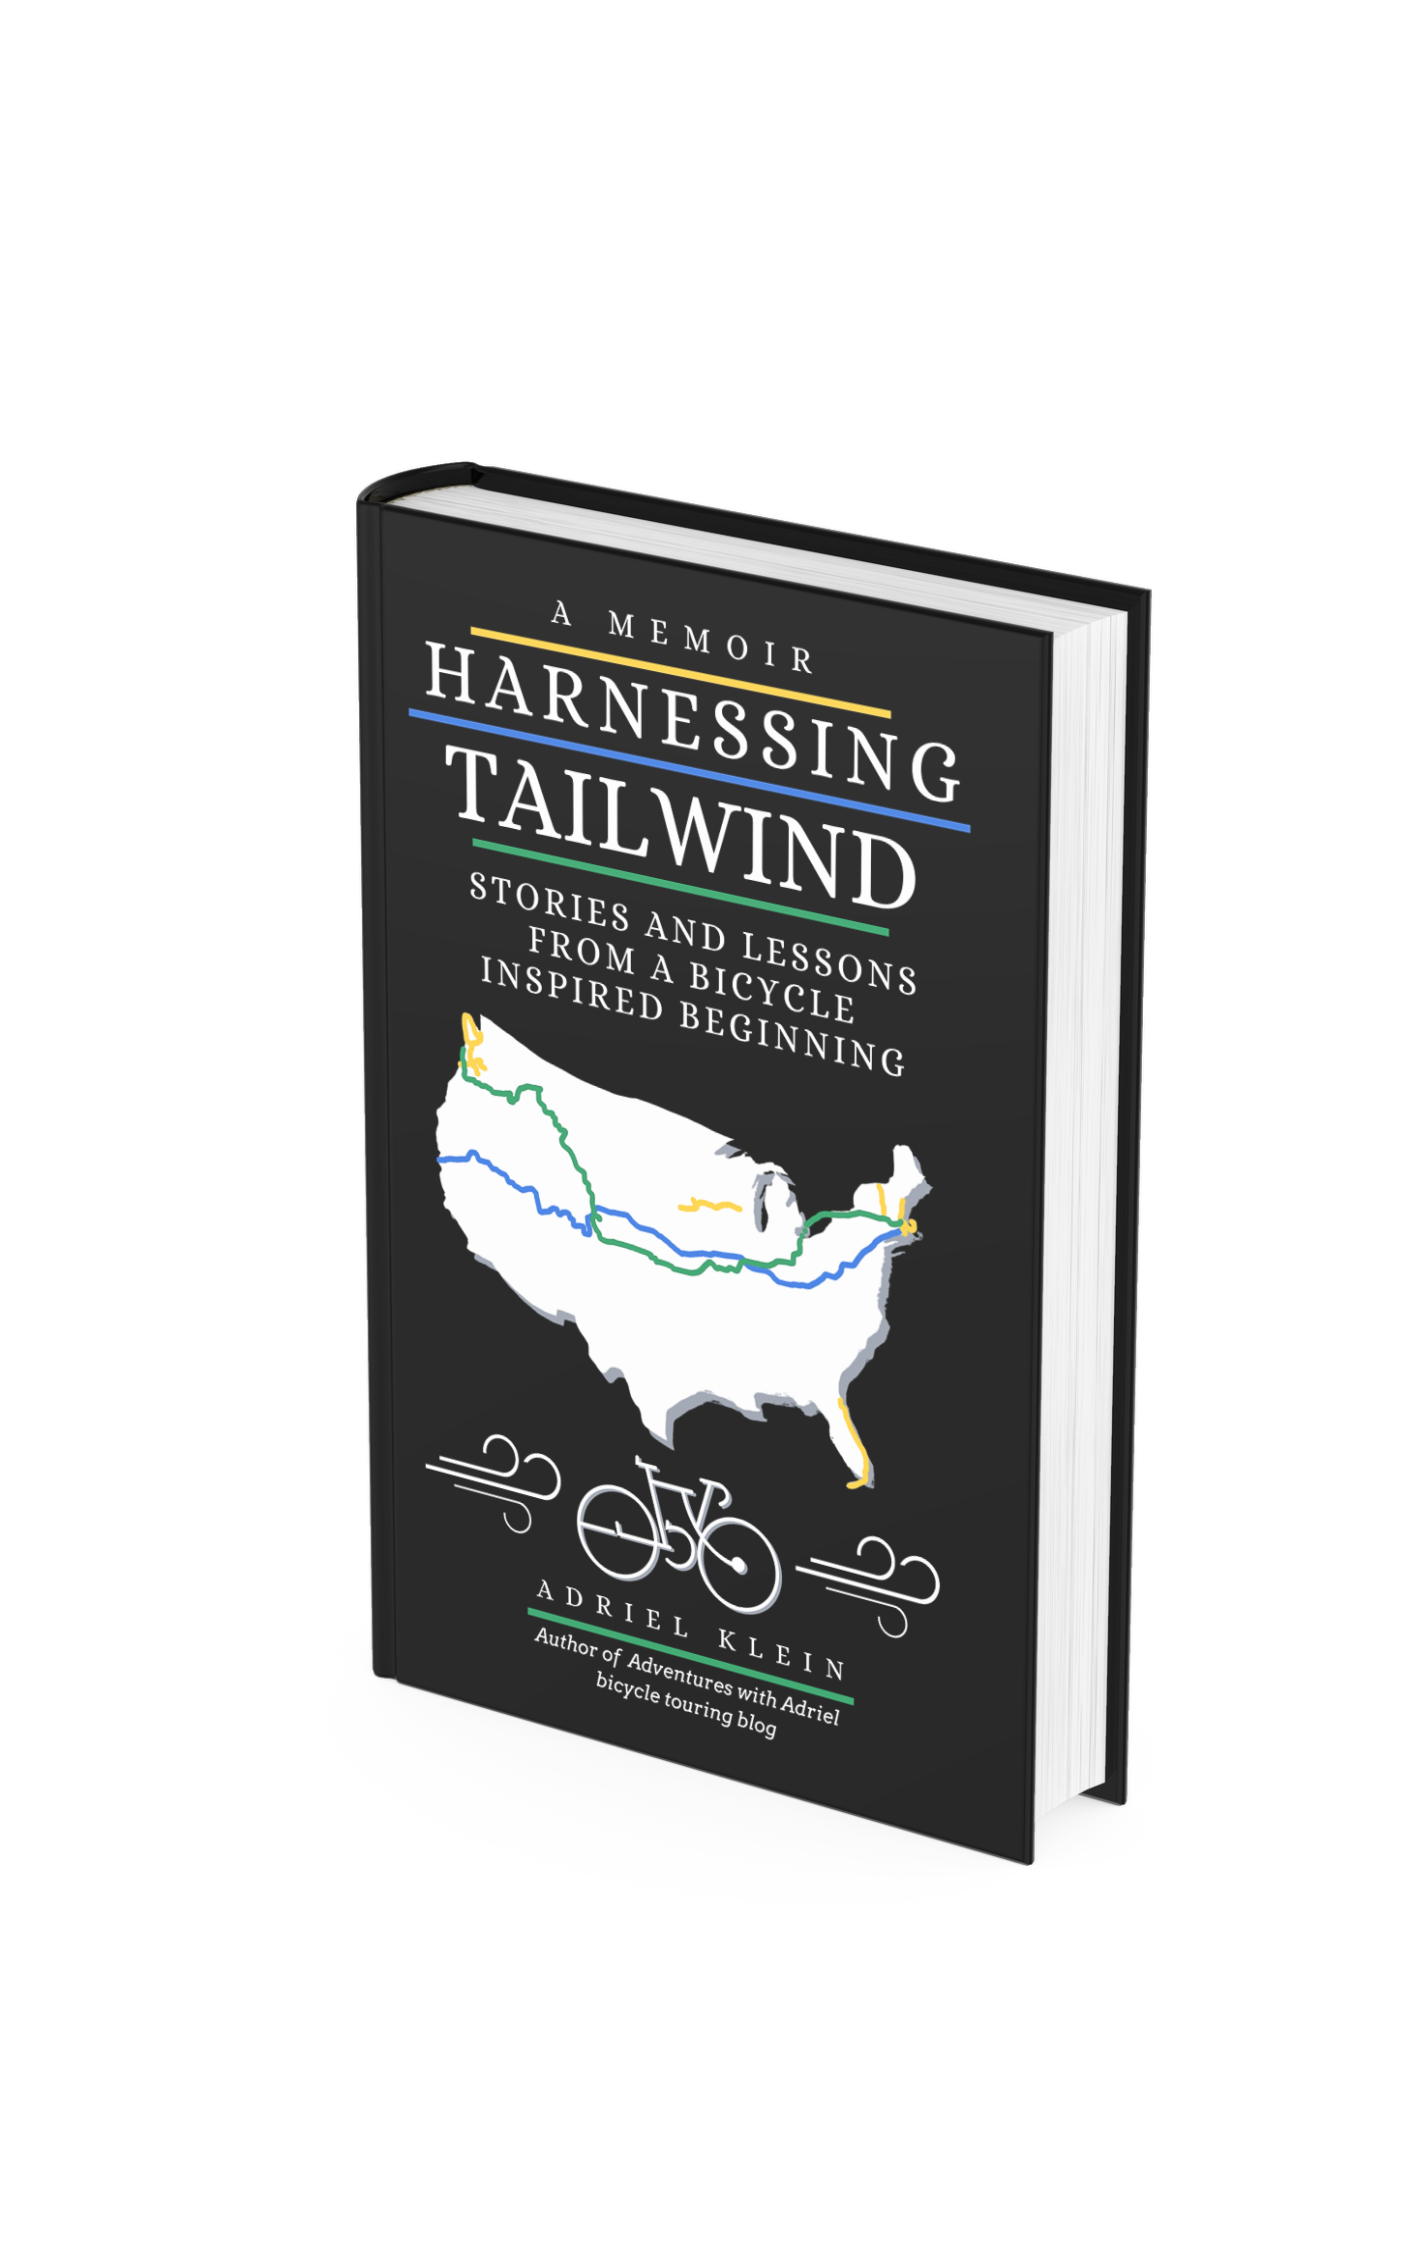 A MEMOIR
HARNESSING
TAILWIND
STORIES AND LESSONS
FROM A BICYCLE
INSPIRED BEGINNING
ADRIEL KLEIN
Author of Adventures with Adriel
bicycle touring blog